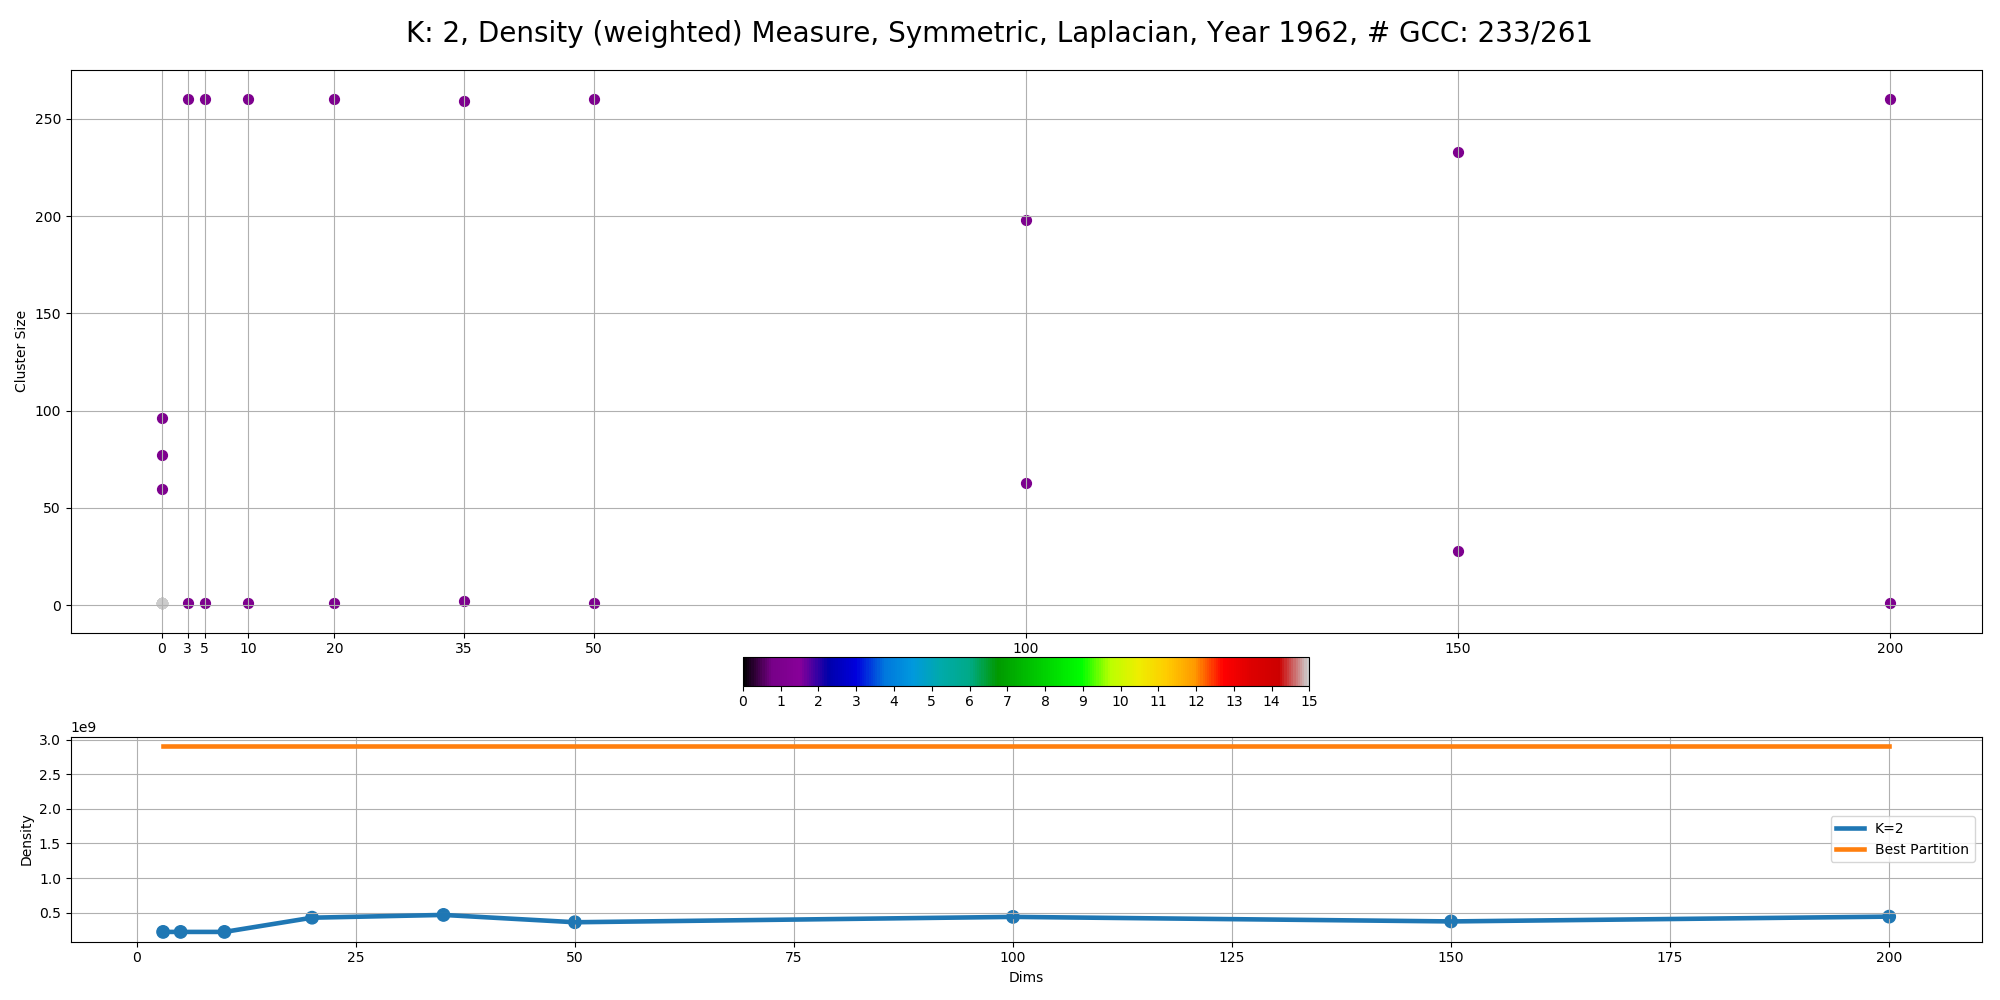 K: 2, Density (weighted) Measure, Symmetric, Laplacian, Year 1962, # GCC: 233/261
Cluster Size
250
200
150
100
50
0
0 3 5 10 20 35 50 100 150 200
0 1 2 3 4 5 6 7 8 9 10 11 12 13 14 15
1e9
Density
3.0
2.5
2.0
1.5
1.0
0.5
K=2
Best Partition
0 25 50 75 100 125 150 175 200
Dims